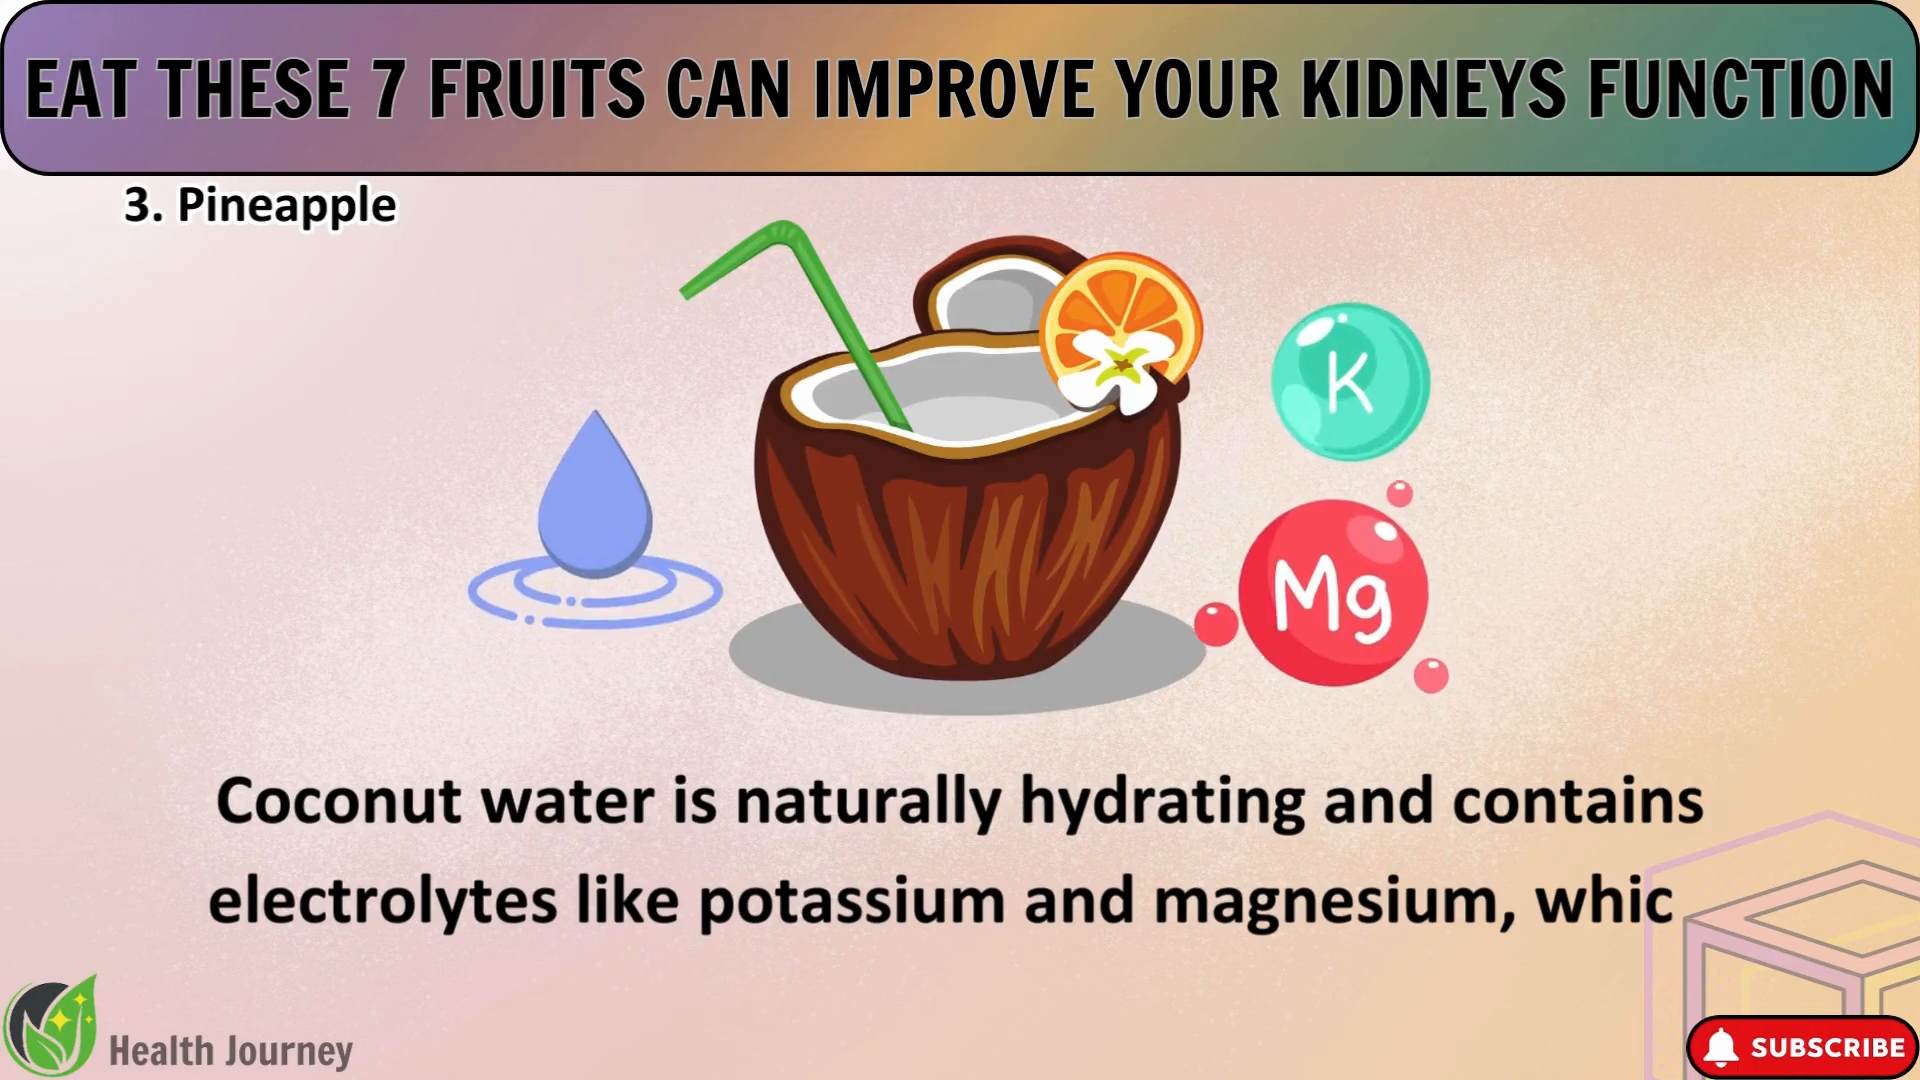 EAT THESE 7 FRUITS CAN IMPROVE YOUR KIDNEYS FUNCTION
3. Pineapple
K
Mg
Coconut water is naturally hydrating and contains
electrolytes like potassium and magnesium, whic
Health Journey
SUBSCRIBE